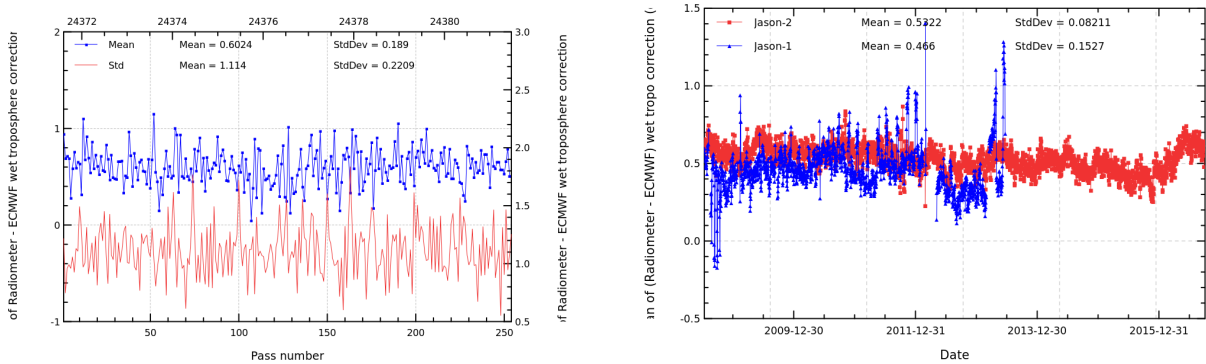 24372 24374 24376 24378 24380
2 3.0
Mean Mean = 0.6024 StdDev = 0.189
Std Mean = 1.114 StdDev = 0.2209
2.5
1 2.0
1.5
0
1.0
-1 0.5
50 100 150 200 250
Pass number
of Radiometer - ECMWF wet troposphere correction
of Radiometer - ECMWF wet troposphere correction
1.5
Jason-2 Mean = 0.5322 StdDev = 0.08211
Jason-1 Mean = 0.466 StdDev = 0.1527
1.0
0.5
0.0
-0.5
2009-12-30 2011-12-31 2013-12-30 2015-12-31
Date
of (Radiometer - ECMWF) wet tropo correction